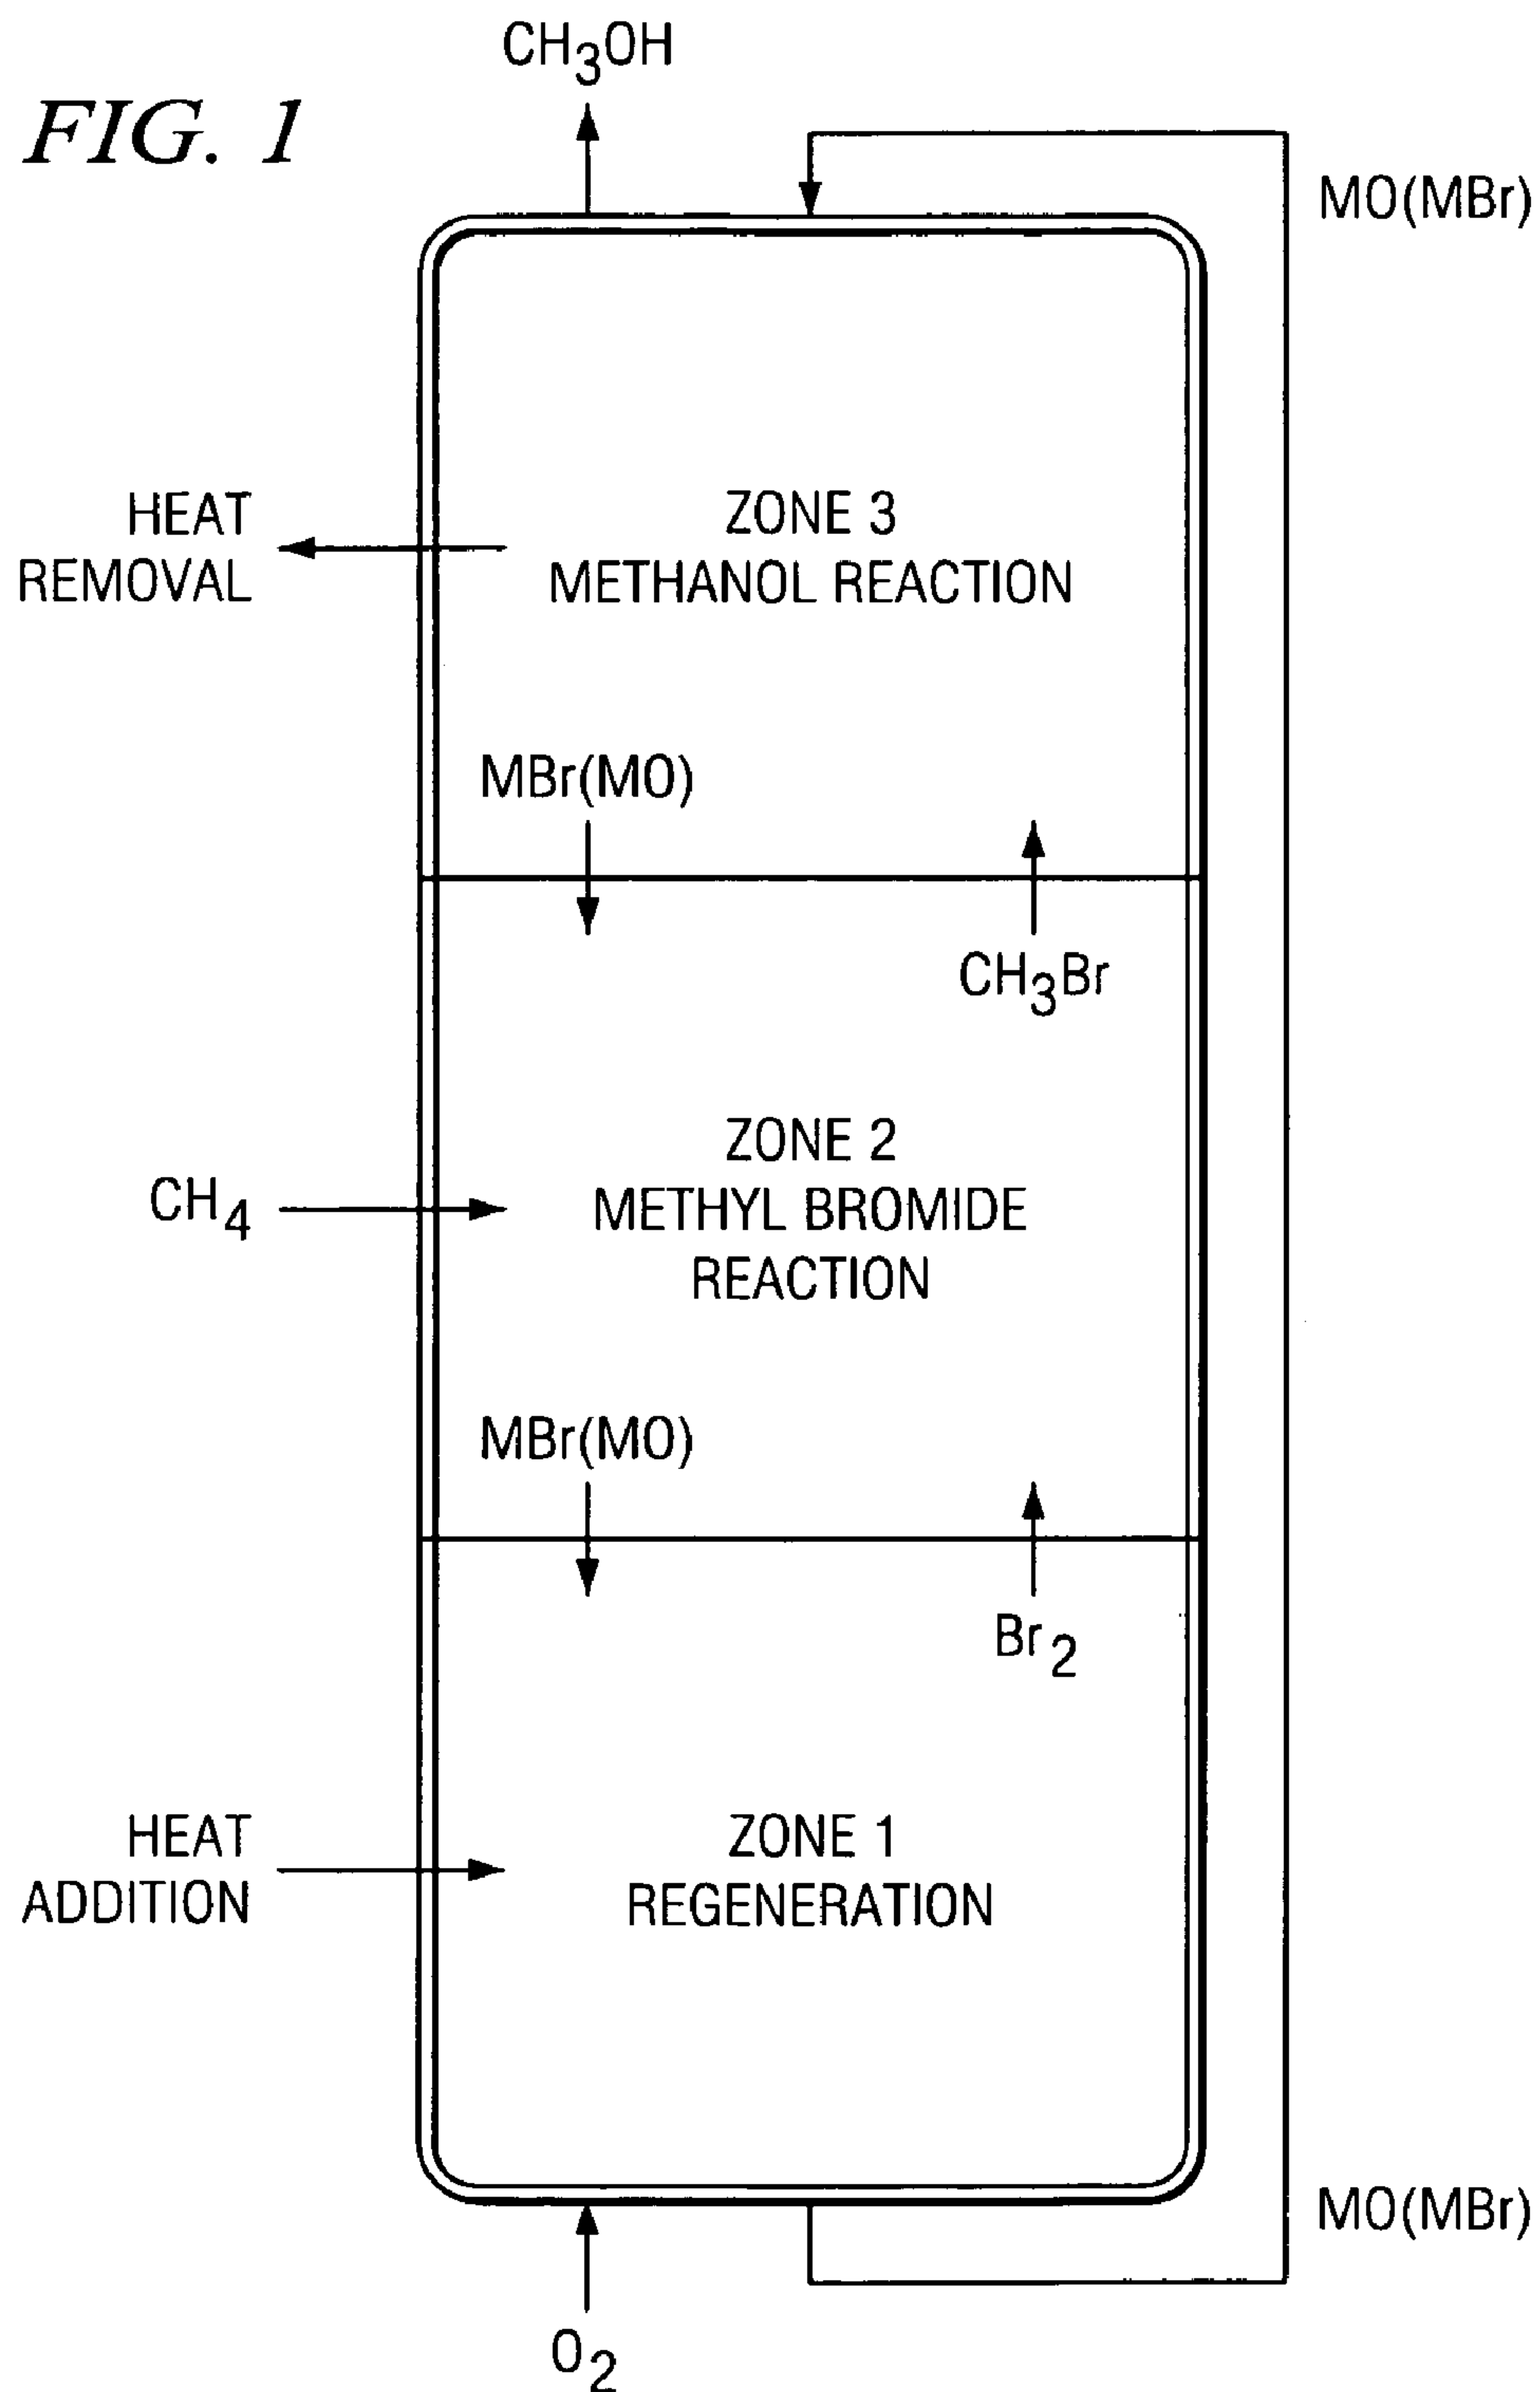 CH3OH
FIG. 1
MO(MBr)
HEAT
REMOVAL
ZONE 3
METHANOL REACTION
MBr(MO)
CH3Br
ZONE 2
METHYL BROMIDE
REACTION
CH4
MBr(MO)
Br2
HEAT
ADDITION
ZONE 1
REGENERATION
MO(MBr)
O2